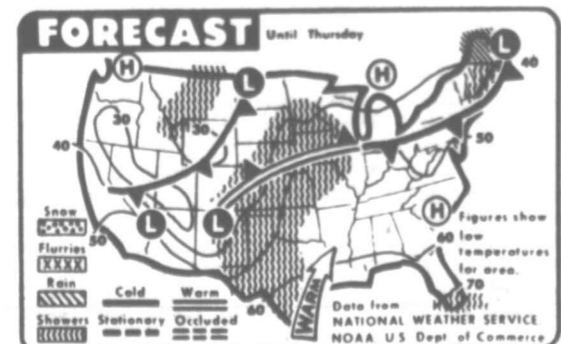 FORECAST Until Thursday
H
L
H
L
40
30
30
40
50
Snow
L
L
H
Figures show
50
60
low
Flurries
temperatures
for area.
Rain
70
Cold
Warm
60
WARM
Data from
Showers
Stationary
Occluded
NATIONAL WEATHER SERVICE
NOAA U S Dept of Commerce